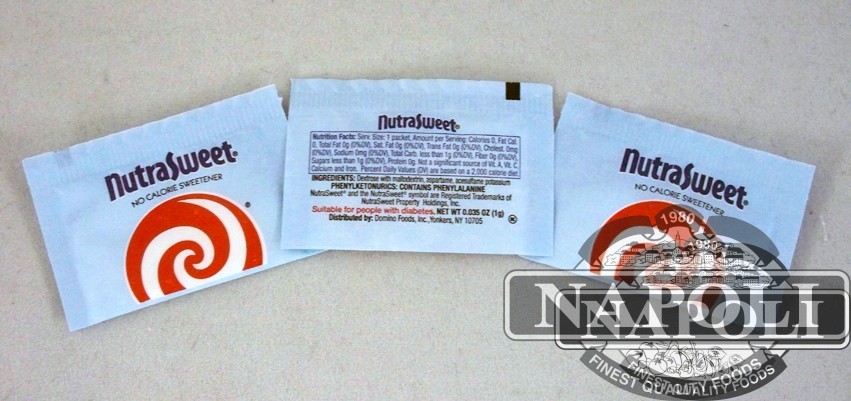 NutraSweet®
NO CALORIE SWEETENER
®
NutraSweet®
Nutrition Facts: Serv. Size: 1 packet, Amount per Serving: Calories 0, Fat Cal.
0, Total Fat 0g (0%DV), Sat. Fat 0g (0%DV), Trans Fat 0g (0%DV), Cholest. 0mg
(0%DV), Sodium 0mg (0%DV), Total Carb. less than 1g (0%DV), Fiber 0g (0%DV),
Sugars less than 1g (0%DV), Protein 0g. Not a significant source of Vit. A, Vit. C,
Calcium and Iron. Percent Daily Values (DV) are based on a 2,000 calorie diet.
INGREDIENTS: Dextrose with maltodextrin, aspartame, acesulfame potassium
PHENYLKETONURICS: CONTAINS PHENYLALANINE
NutraSweet® and the NutraSweet® symbol are Registered Trademarks of
NutraSweet Property Holdings, Inc.
Suitable for people with diabetes. NET WT 0.035 OZ (1g)
Distributed by: Domino Foods, Inc., Yonkers, NY 10705
NutraSweet®
NO CALORIE SWEETENER
1980
1980
NAPOLI
NAPOLI
FINEST QUALITY FOODS
FINEST QUALITY FOODS